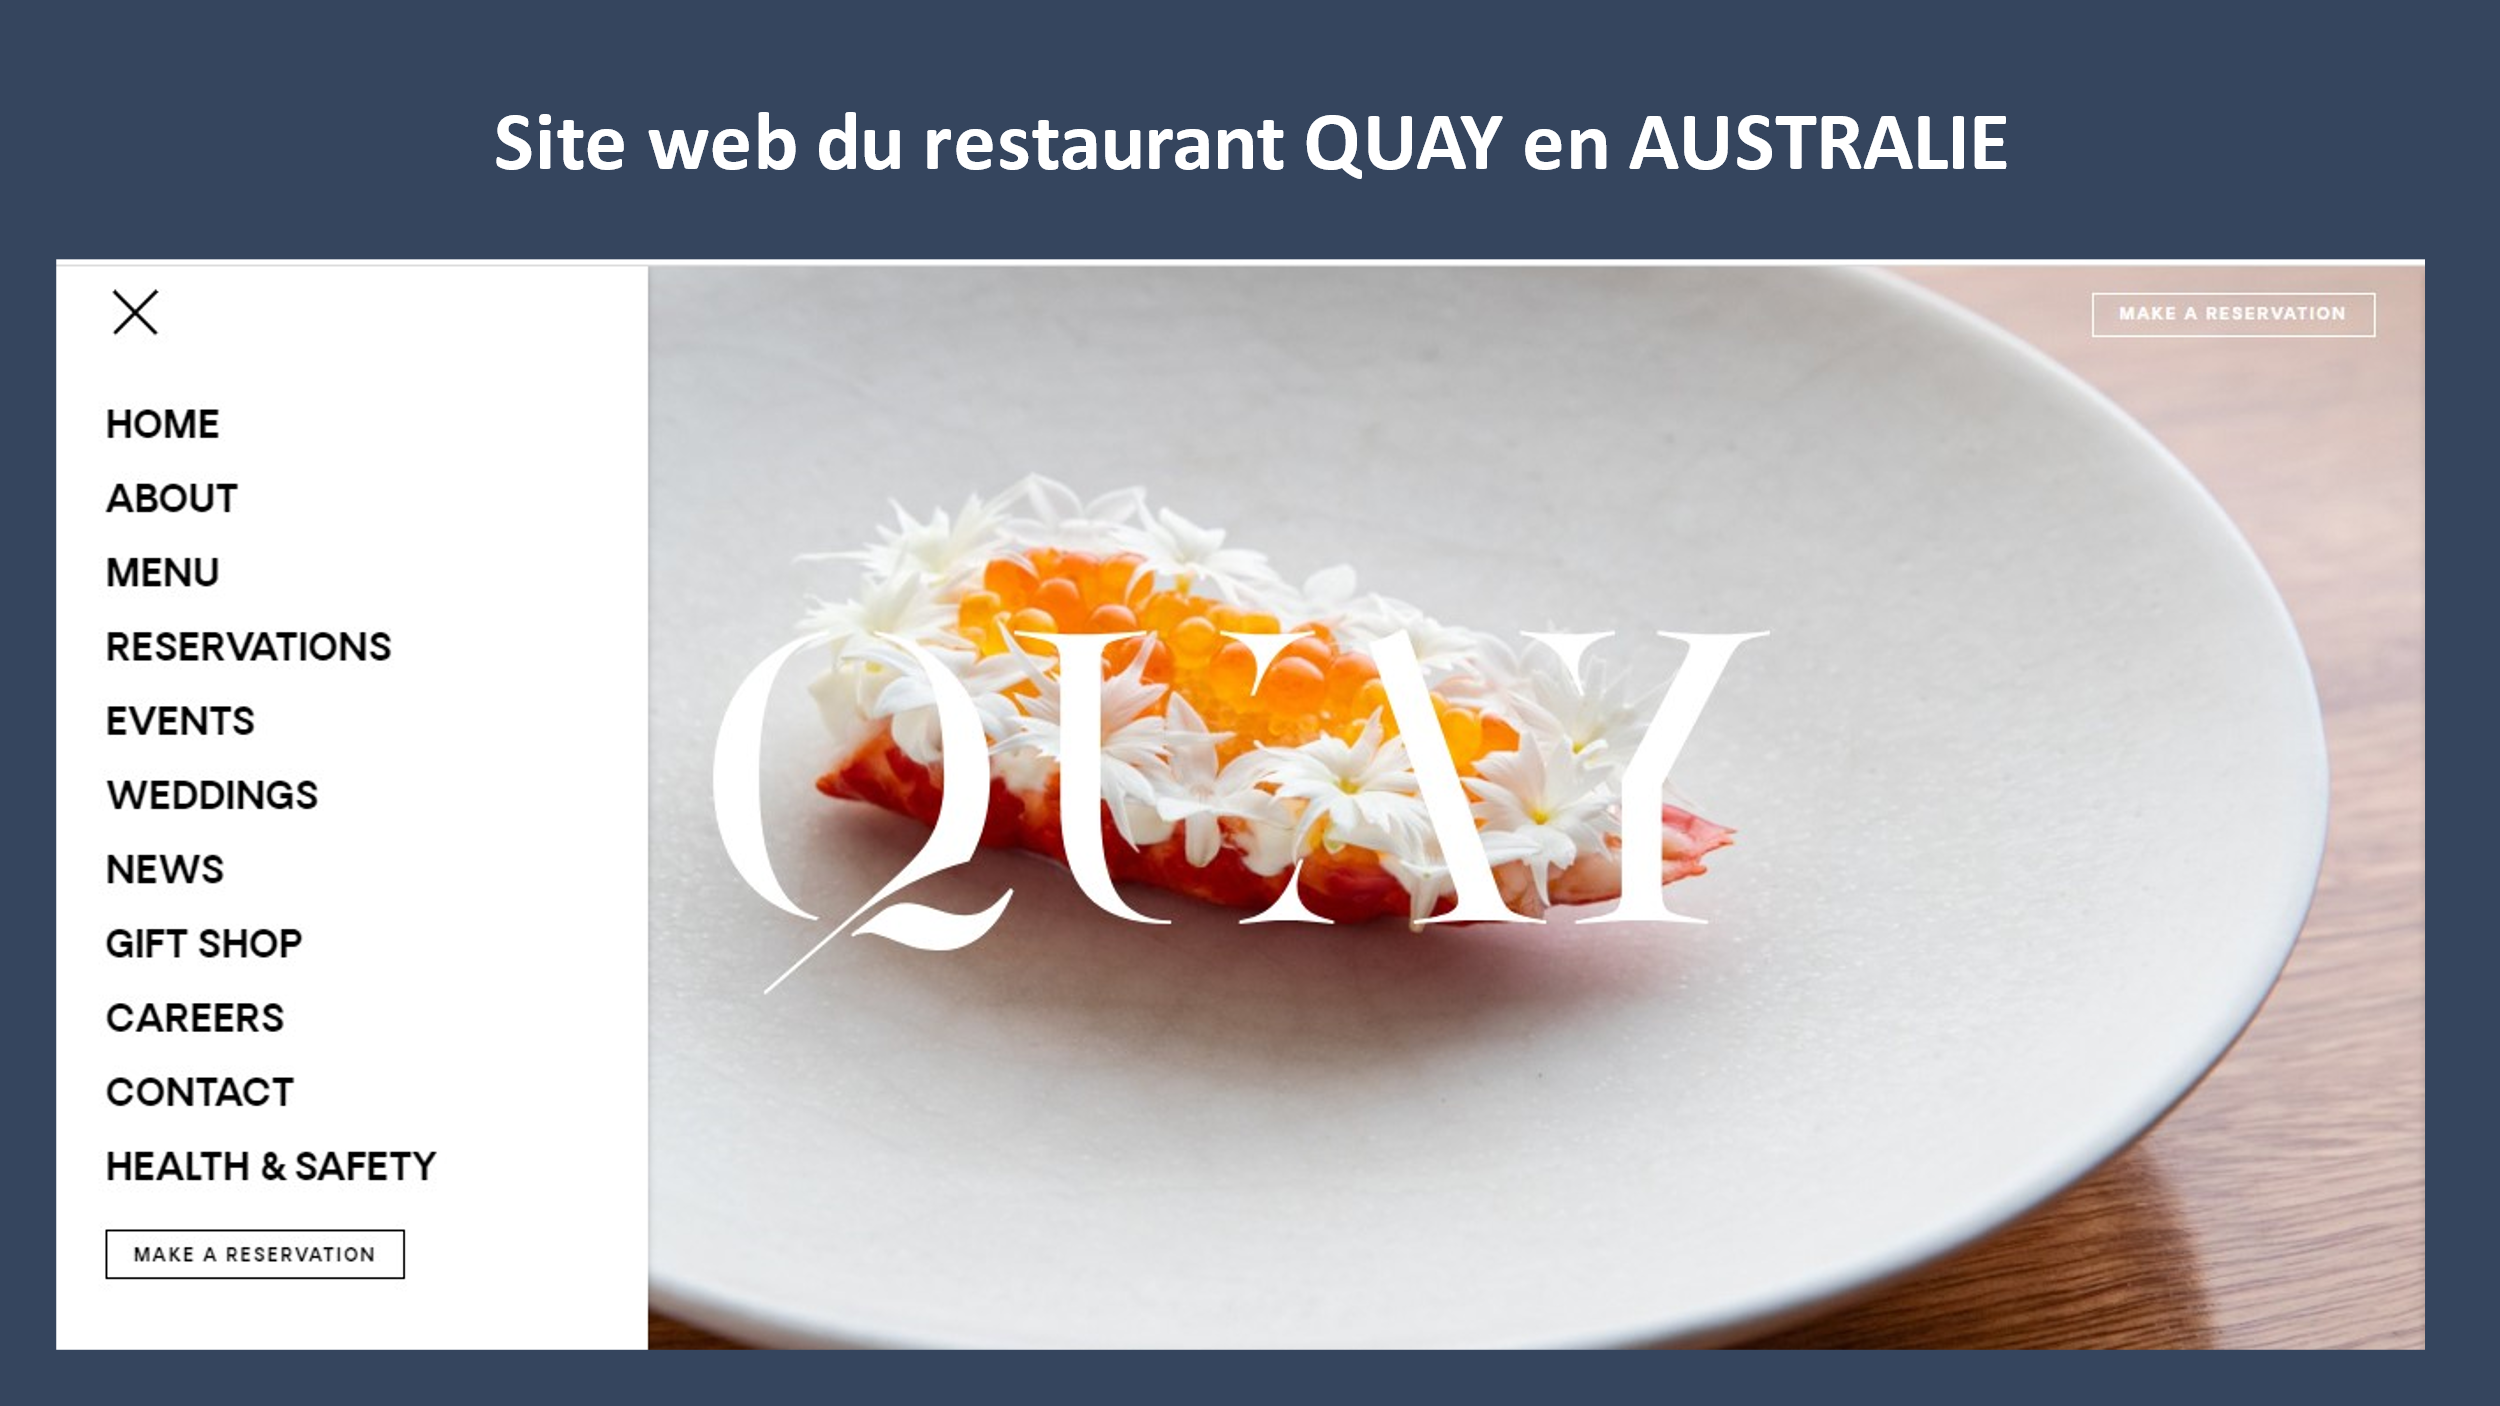 Site web du restaurant QUAY en AUSTRALIE
MAKE A RESERVATION
HOME
ABOUT
MENU
RESERVATIONS
EVENTS
WEDDINGS
NEWS
GIFT SHOP
CAREERS
CONTACT
HEALTH & SAFETY
MAKE A RESERVATION
QUAY